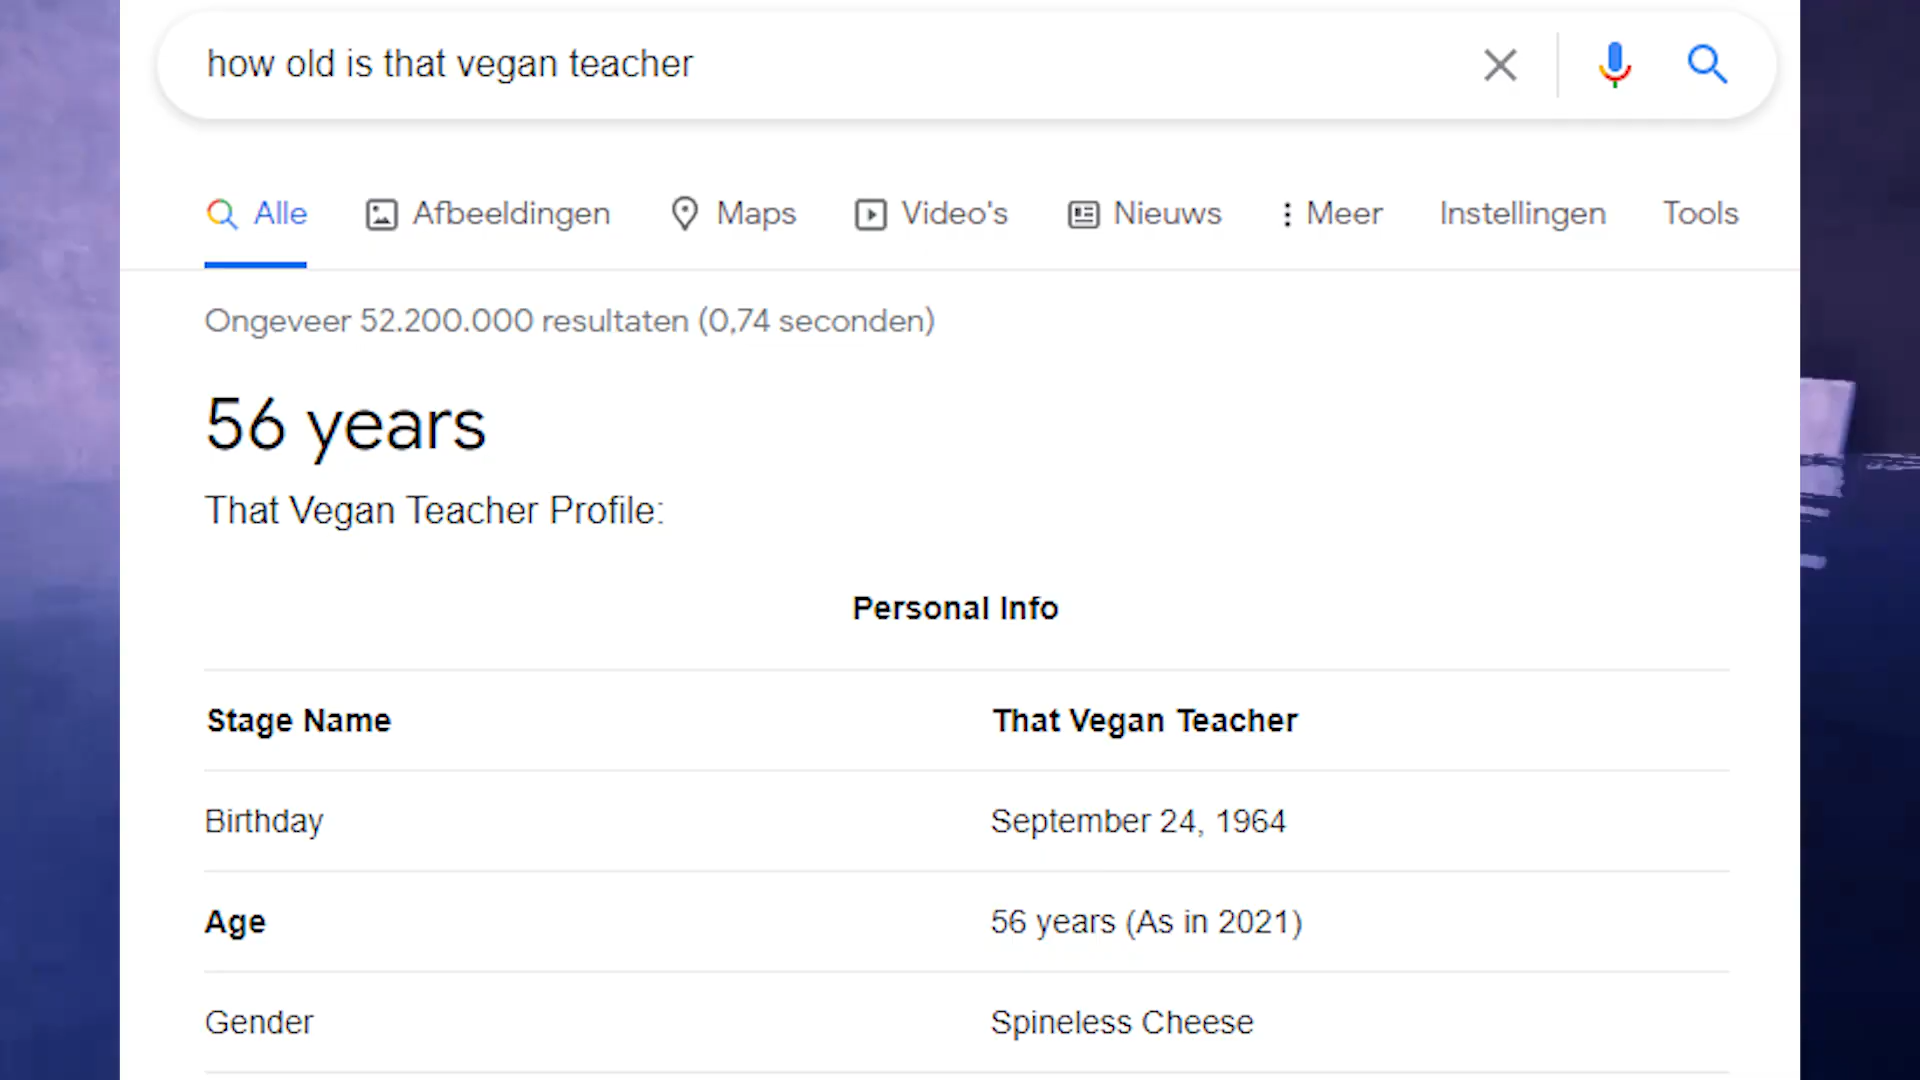 how old is that vegan teacher
Alle Afbeeldingen Maps Video's Nieuws Meer Instellingen Tools
Ongeveer 52.200.000 resultaten (0,74 seconden)
56 years
That Vegan Teacher Profile:
Personal Info
Stage Name That Vegan Teacher
Birthday September 24, 1964
Age 56 years (As in 2021)
Gender Spineless Cheese